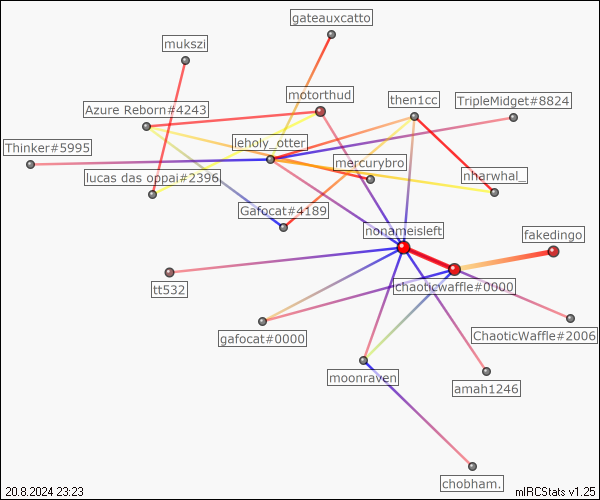 gateauxcatto
mukszi
motorthud
then1cc
TripleMidget#8824
Azure Reborn#4243
Thinker#5995
leholy_otter
mercurybro
lucas das oppai#2396
nharwhal_
Gafocat#4189
nonameisleft
fakedingo
tt532
chaoticwaffle#0000
gafocat#0000
ChaoticWaffle#2006
moonraven
amah1246
chobham.
20.8.2024 23:23
mIRCStats v1.25